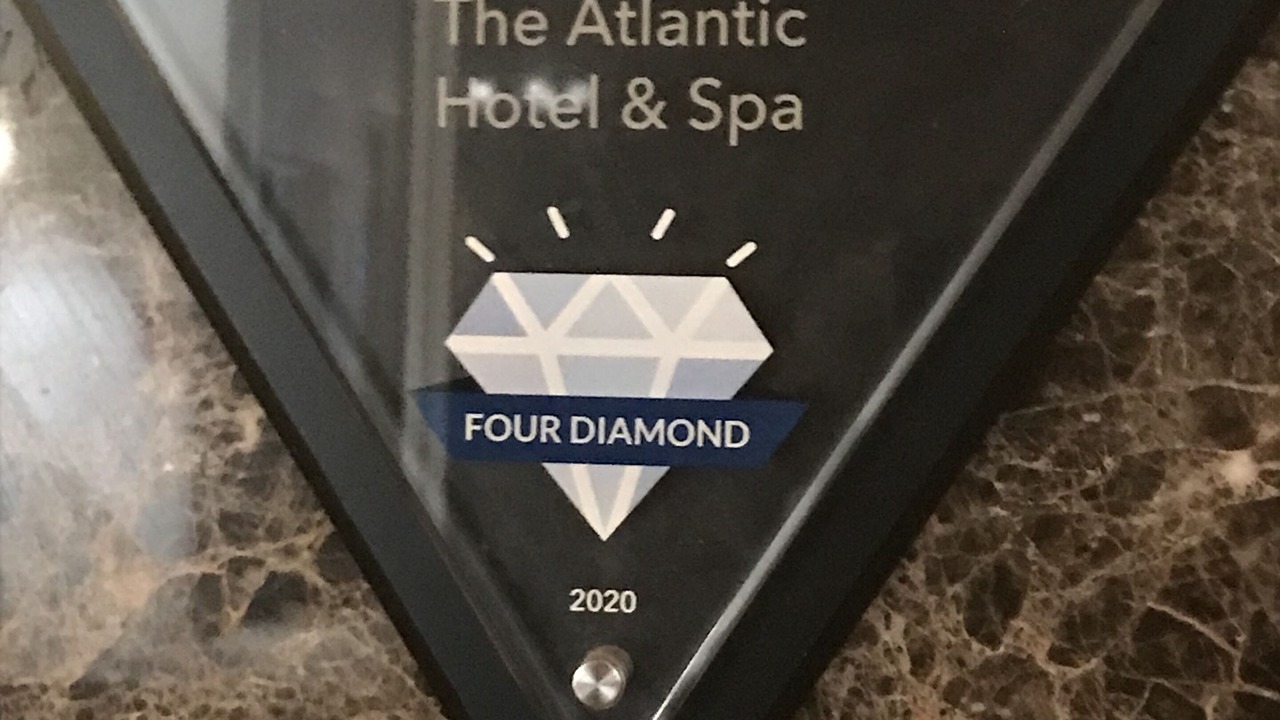 The Atlantic
Hotel & Spa
FOUR DIAMOND
2020